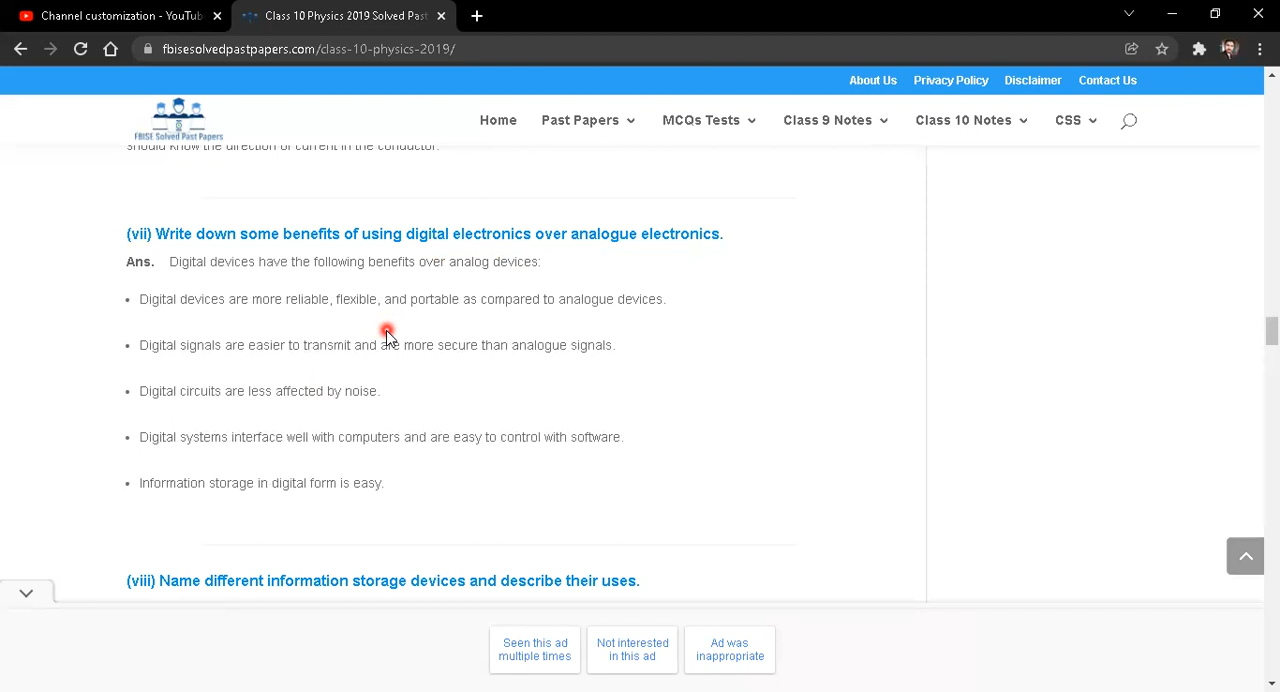 Channel customization - YouTub
Class 10 Physics 2019 Solved Past
fbisesolvedpastpapers.com/class-10-physics-2019/
About Us Privacy Policy Disclaimer Contact Us
FBISE Solved Past Papers
Home Past Papers MCQs Tests Class 9 Notes Class 10 Notes CSS
should know the direction of current in the conductor.
(vii) Write down some benefits of using digital electronics over analogue electronics.
Ans. Digital devices have the following benefits over analog devices:
• Digital devices are more reliable, flexible, and portable as compared to analogue devices.
• Digital signals are easier to transmit and are more secure than analogue signals.
• Digital circuits are less affected by noise.
• Digital systems interface well with computers and are easy to control with software.
• Information storage in digital form is easy.
(viii) Name different information storage devices and describe their uses.
Seen this ad
multiple times
Not interested
in this ad
Ad was
inappropriate